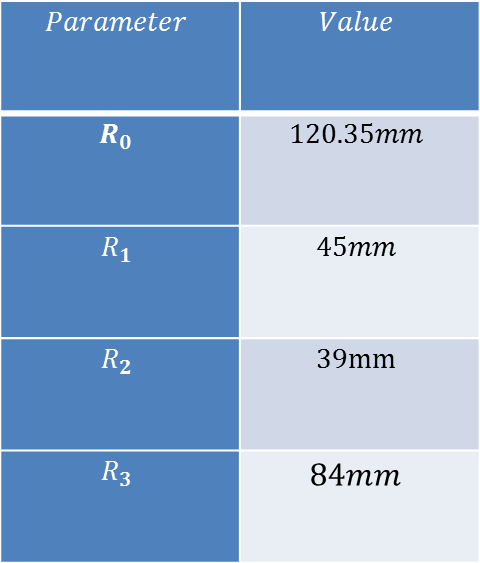 Parameter Value
R₀ 120.35mm
R₁ 45mm
R₂ 39mm
R₃ 84mm